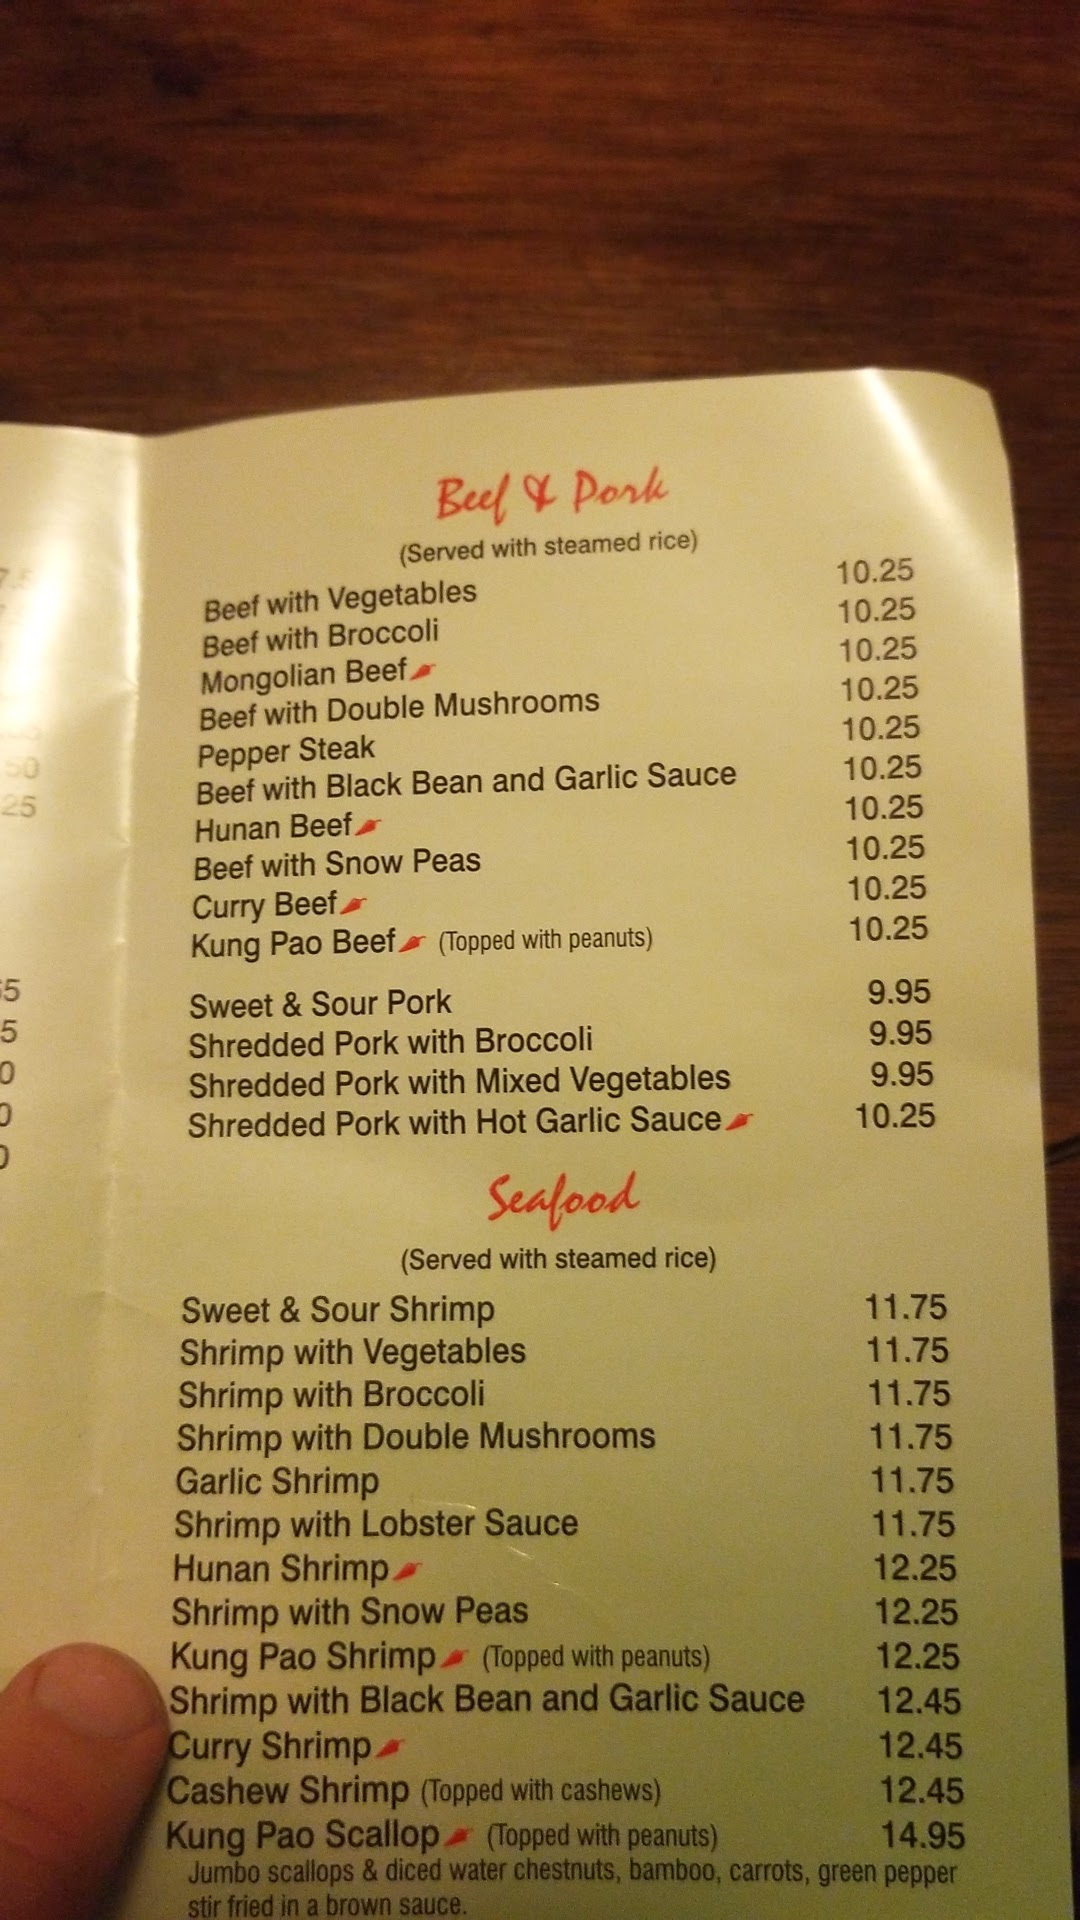 Beef & Pork
(Served with steamed rice)
Beef with Vegetables 10.25
Beef with Broccoli 10.25
Mongolian Beef 10.25
Beef with Double Mushrooms 10.25
Pepper Steak 10.25
Beef with Black Bean and Garlic Sauce 10.25
Hunan Beef 10.25
Beef with Snow Peas 10.25
Curry Beef 10.25
Kung Pao Beef (Topped with peanuts) 10.25
Sweet & Sour Pork 9.95
Shredded Pork with Broccoli 9.95
Shredded Pork with Mixed Vegetables 9.95
Shredded Pork with Hot Garlic Sauce 10.25
Seafood
(Served with steamed rice)
Sweet & Sour Shrimp 11.75
Shrimp with Vegetables 11.75
Shrimp with Broccoli 11.75
Shrimp with Double Mushrooms 11.75
Garlic Shrimp 11.75
Shrimp with Lobster Sauce 11.75
Hunan Shrimp 12.25
Shrimp with Snow Peas 12.25
Kung Pao Shrimp (Topped with peanuts) 12.25
Shrimp with Black Bean and Garlic Sauce 12.45
Curry Shrimp 12.45
Cashew Shrimp (Topped with cashews) 12.45
Kung Pao Scallop (Topped with peanuts) 14.95
Jumbo scallops & diced water chestnuts, bamboo, carrots, green pepper
stir fried in a brown sauce.